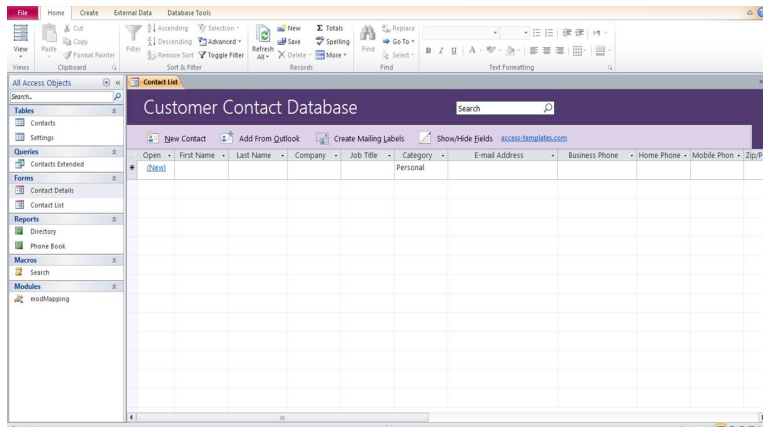 File Home Create External Data Database Tools
View
Views
Paste
Cut
Copy
Format Painter
Clipboard
Filter
Ascending
Descending
Remove Sort
Selection
Advanced
Toggle Filter
Sort & Filter
Refresh
All
New
Save
Delete
Totals
Spelling
More
Records
Find
Replace
Go To
Select
Find
B I U A
Text Formatting
All Access Objects
Search..
Tables
Contacts
Settings
Queries
Contacts Extended
Forms
Contact Details
Contact List
Reports
Directory
Phone Book
Macros
Search
Modules
modMapping
Contact List
Customer Contact Database
Search
New Contact Add From Outlook Create Mailing Labels Show/Hide Fields access-templates.com
Open First Name Last Name Company Job Title Category E-mail Address Business Phone Home Phone Mobile Phon Zip/P
(New) Personal